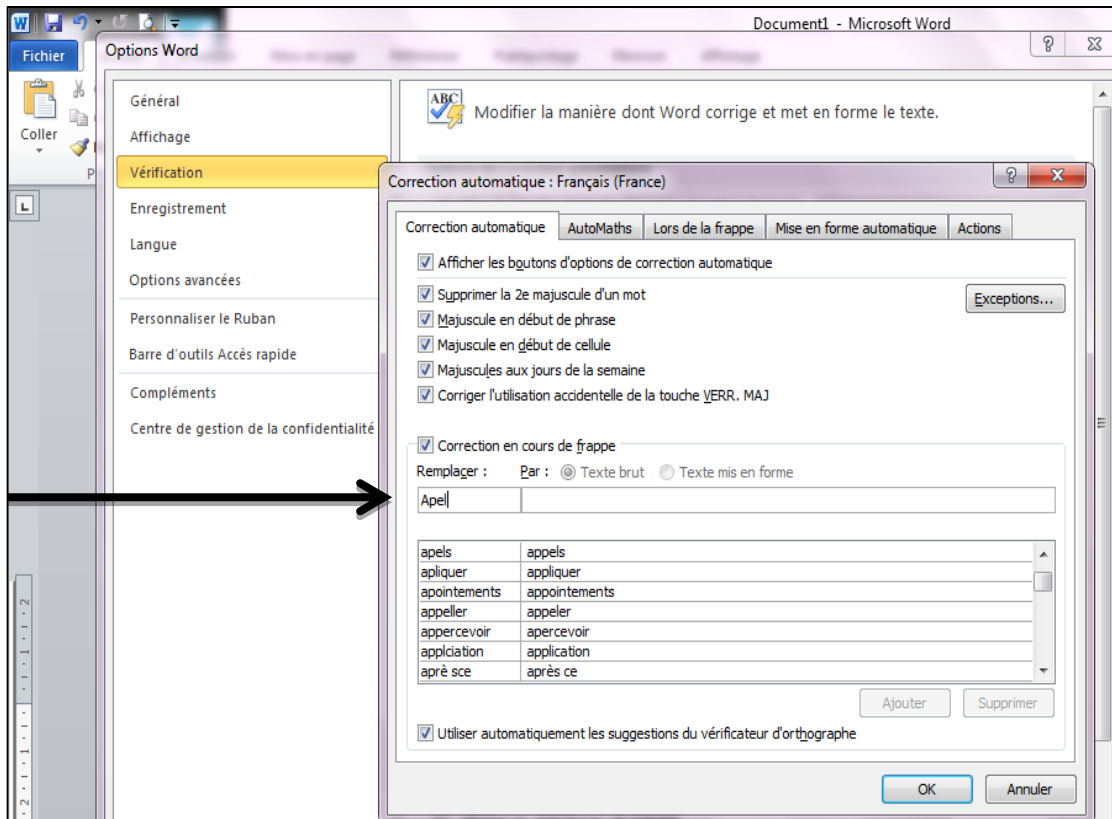 Document1 - Microsoft Word
Fichier
Options Word
Coller
P
Général
Affichage
Vérification
Enregistrement
Langue
Options avancées
Personnaliser le Ruban
Barre d'outils Accès rapide
Compléments
Centre de gestion de la confidentialité
ABC
Modifier la manière dont Word corrige et met en forme le texte.
Correction automatique : Français (France)
Correction automatique AutoMaths Lors de la frappe Mise en forme automatique Actions
Afficher les boutons d'options de correction automatique
Supprimer la 2e majuscule d'un mot
Exceptions...
Majuscule en début de phrase
Majuscule en début de cellule
Majuscules aux jours de la semaine
Corriger l'utilisation accidentelle de la touche VERR. MAJ
Correction en cours de frappe
Remplacer : Par : Texte brut Texte mis en forme
Apel
apels appels
apliquer appliquer
apointements appointements
appeller appeler
appercevoir apercevoir
applciation application
aprè sce après ce
Ajouter Supprimer
Utiliser automatiquement les suggestions du vérificateur d'orthographe
OK Annuler
2 1 1 2